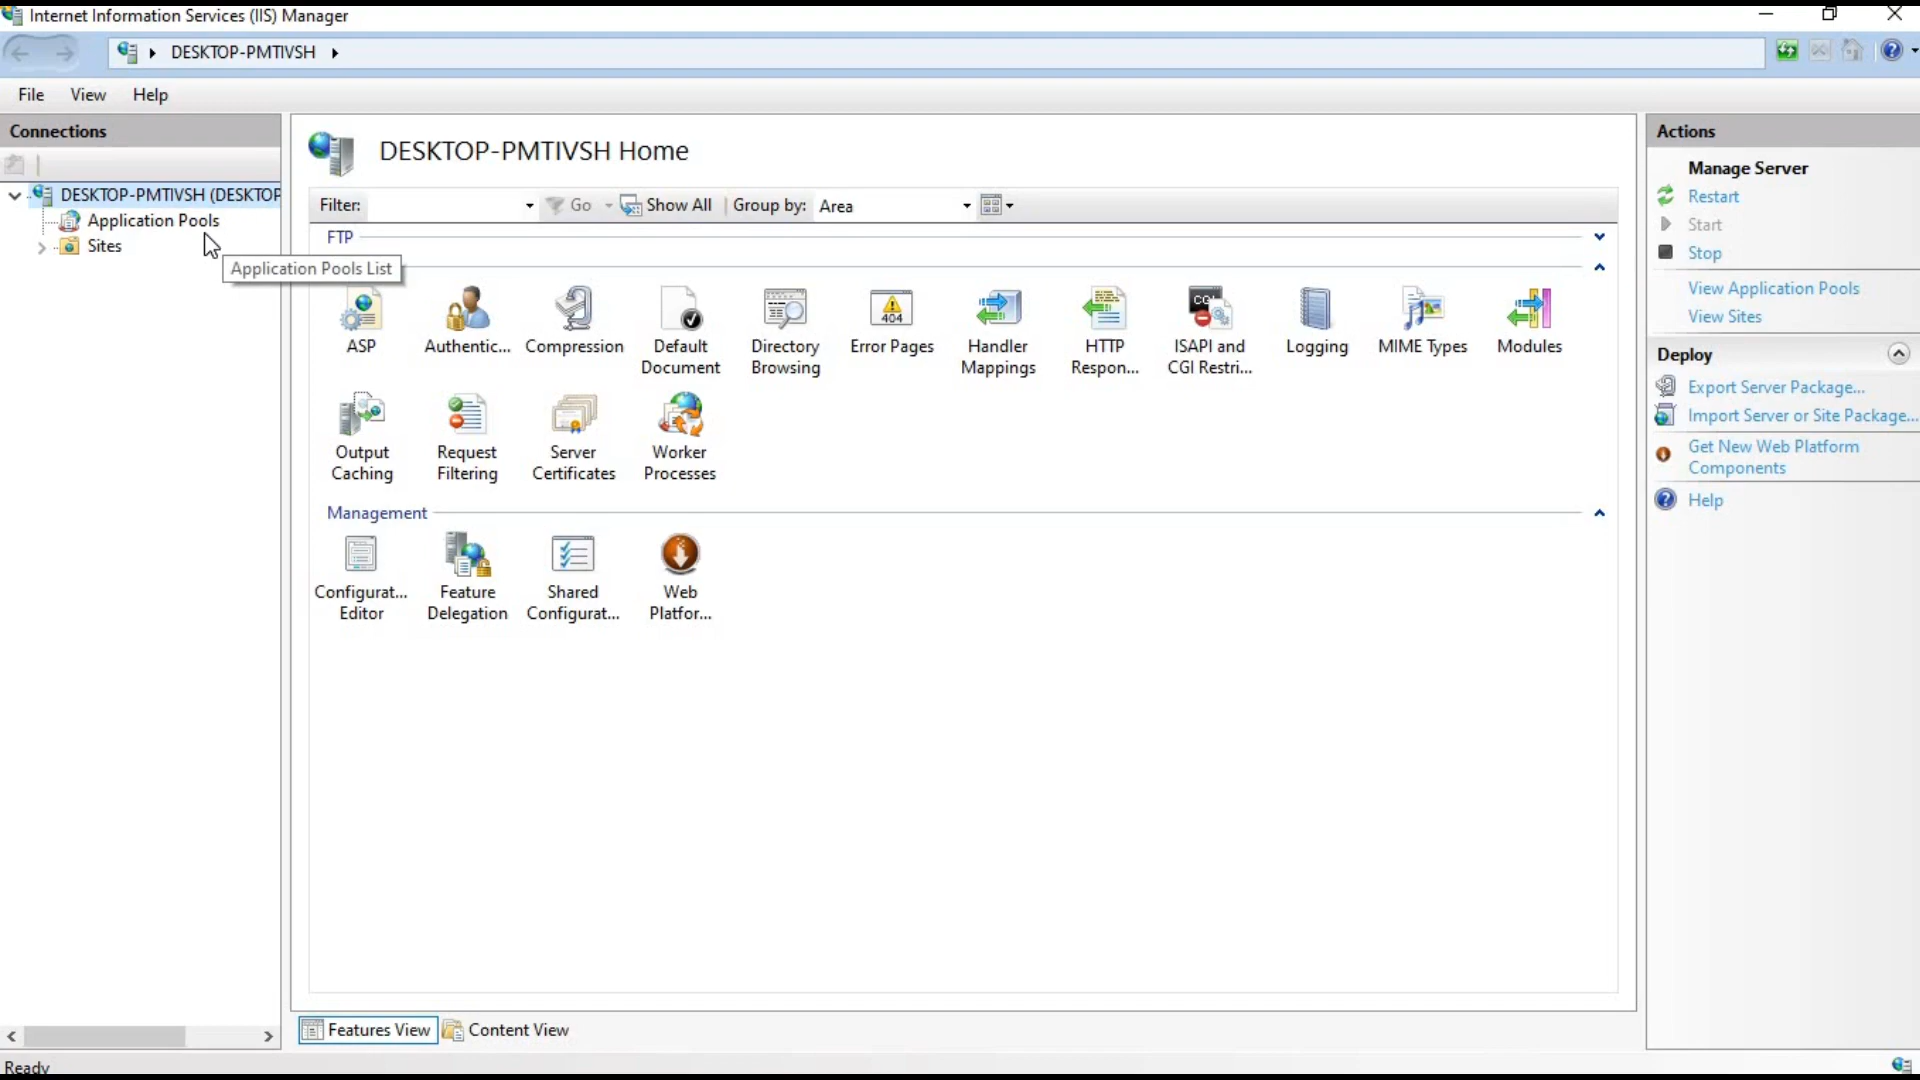 Internet Information Services (IIS) Manager
DESKTOP-PMTIVSH
File View Help
Connections
DESKTOP-PMTIVSH (DESKTOP
Application Pools
Sites
Application Pools List
DESKTOP-PMTIVSH Home
Filter: Go Show All Group by: Area
FTP
ASP
Authentic...
Compression
Default
Document
Directory
Browsing
Error Pages
Handler
Mappings
HTTP
Respon...
ISAPI and
CGI Restri...
Logging
MIME Types
Modules
Output
Caching
Request
Filtering
Server
Certificates
Worker
Processes
Management
Configurat...
Editor
Feature
Delegation
Shared
Configurat...
Web
Platfor...
Features View
Content View
Actions
Manage Server
Restart
Start
Stop
View Application Pools
View Sites
Deploy
Export Server Package...
Import Server or Site Package...
Get New Web Platform
Components
Help
Ready